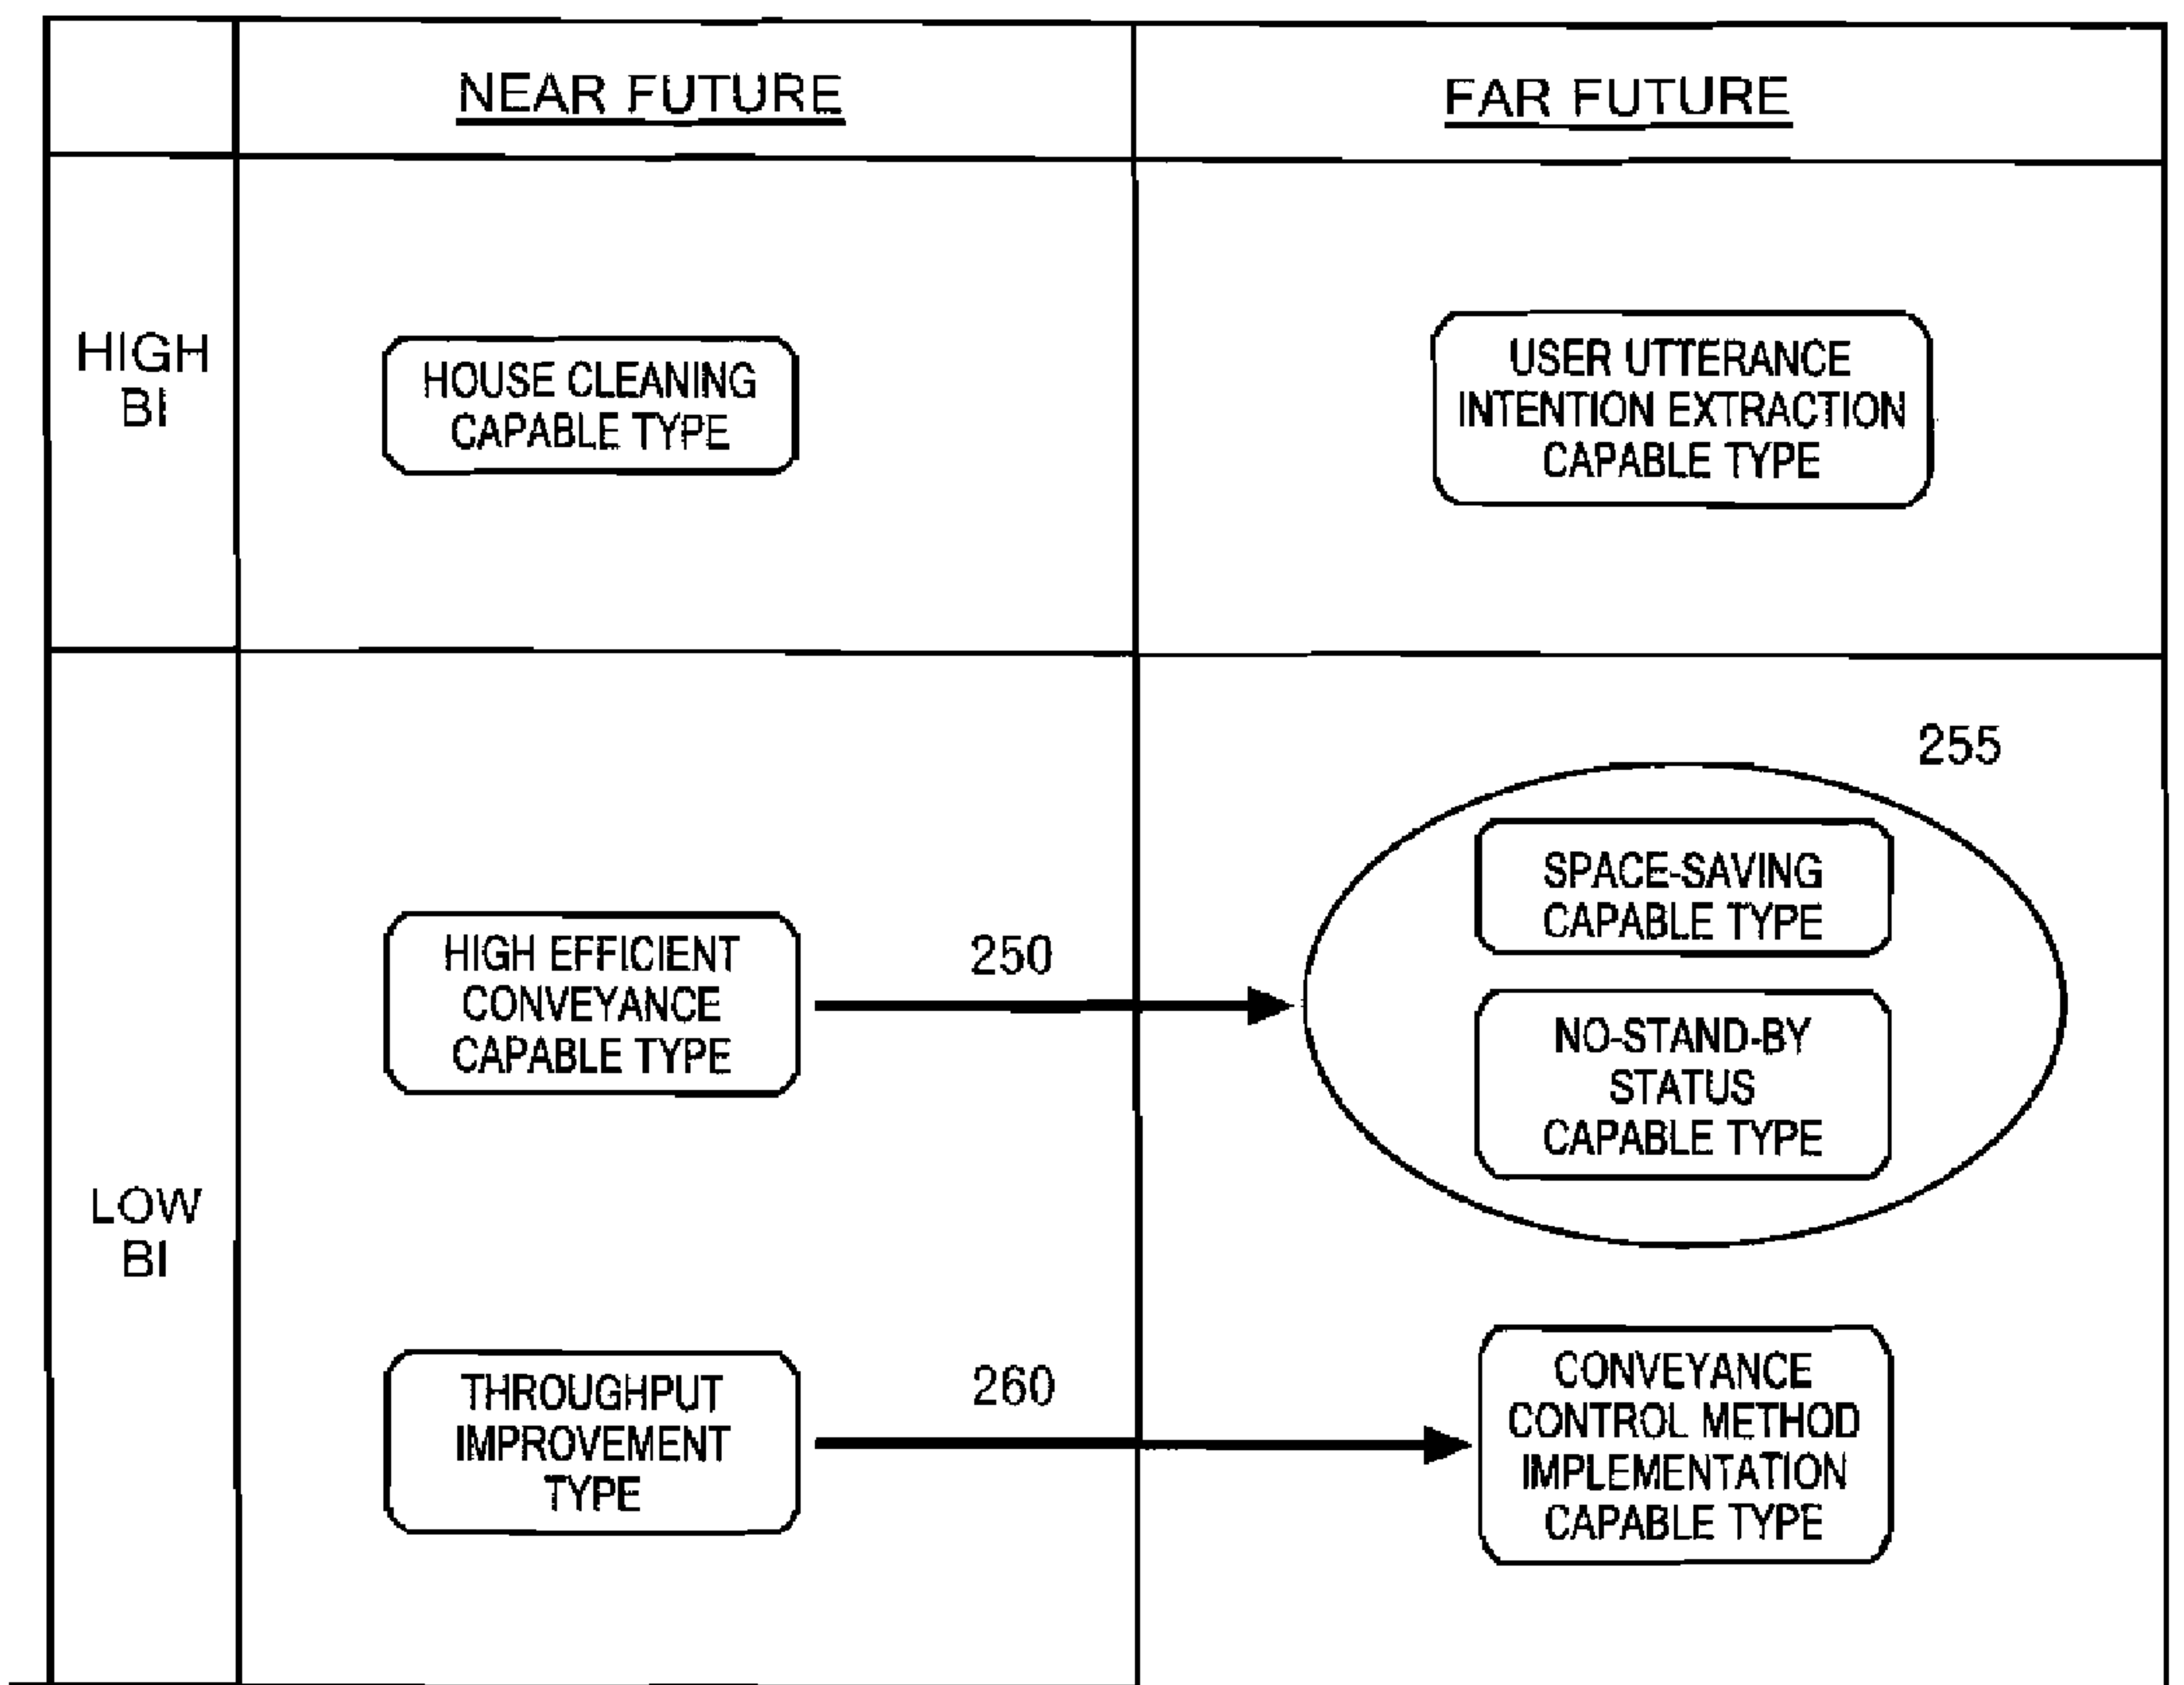 NEAR FUTURE
FAR FUTURE
HIGH
BI
HOUSE CLEANING
CAPABLE TYPE
USER UTTERANCE
INTENTION EXTRACTION
CAPABLE TYPE
LOW
BI
HIGH EFFICIENT
CONVEYANCE
CAPABLE TYPE
250
255
SPACE-SAVING
CAPABLE TYPE
NO-STAND-BY
STATUS
CAPABLE TYPE
THROUGHPUT
IMPROVEMENT
TYPE
260
CONVEYANCE
CONTROL METHOD
IMPLEMENTATION
CAPABLE TYPE